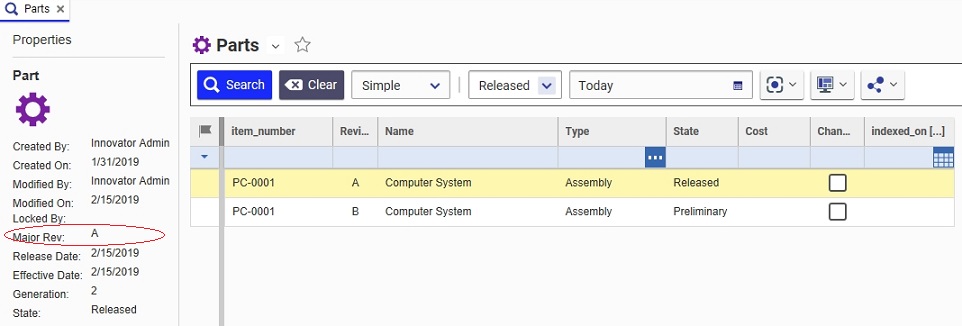 Parts
Properties
Part
Created By: Innovator Admin
Created On: 1/31/2019
Modified By: Innovator Admin
Modified On: 2/15/2019
Locked By:
Major Rev: A
Release Date: 2/15/2019
Effective Date: 2/15/2019
Generation: 2
State: Released
Parts
Search Clear Simple Released Today
item_number Revi... Name Type State Cost Chan... indexed_on [...]
...
PC-0001 A Computer System Assembly Released
PC-0001 B Computer System Assembly Preliminary